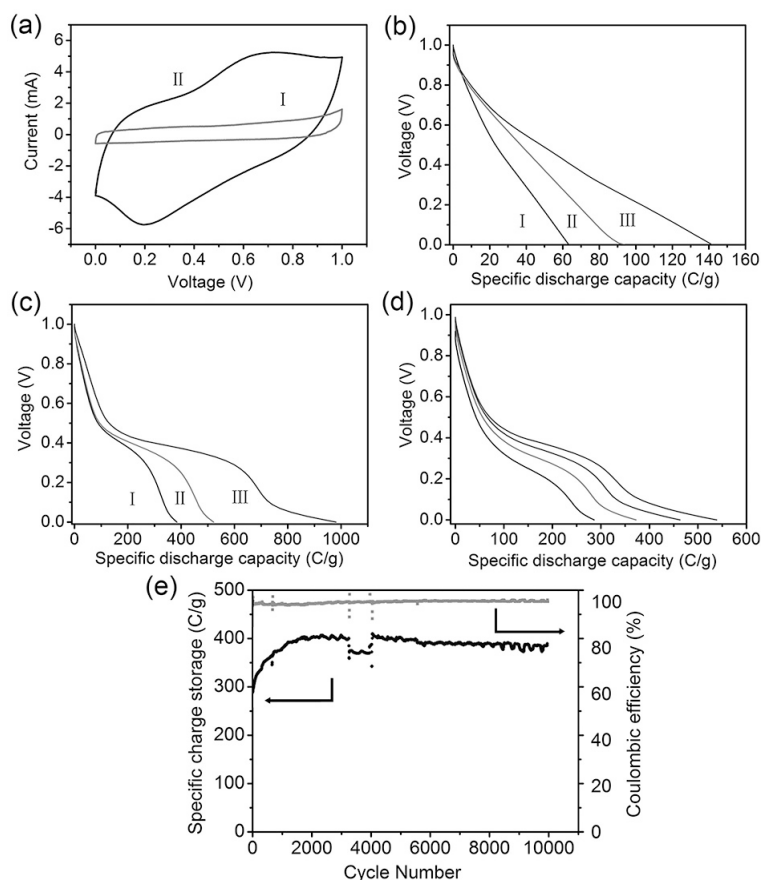 (a)
6
4
2
0
-2
-4
-6
Current (mA)
II
I
0.0 0.2 0.4 0.6 0.8 1.0
Voltage (V)
(b)
1.0
0.8
0.6
0.4
0.2
0.0
Voltage (V)
I II III
0 20 40 60 80 100 120 140 160
Specific discharge capacity (C/g)
(c)
1.0
0.8
0.6
0.4
0.2
0.0
Voltage (V)
I II III
0 200 400 600 800 1000
Specific discharge capacity (C/g)
(d)
1.0
0.8
0.6
0.4
0.2
0.0
Voltage (V)
0 100 200 300 400 500 600
Specific discharge capacity (C/g)
(e)
500
400
300
200
100
0
Specific charge storage (C/g)
100
80
60
40
20
0
Coulombic efficiency (%)
0 2000 4000 6000 8000 10000
Cycle Number